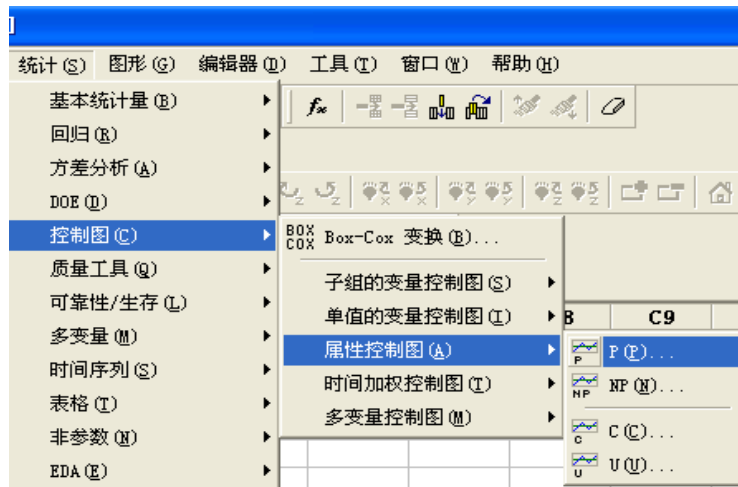 统计(S) 图形(G) 编辑器(D) 工具(T) 窗口(W) 帮助(H)
基本统计量(B)
回归(R)
方差分析(A)
DOE(D)
控制图(C)
质量工具(Q)
可靠性/生存(L)
多变量(M)
时间序列(S)
表格(T)
非参数(N)
EDA(E)
BOX COX Box-Cox 变换(B)...
子组的变量控制图(S)
单值的变量控制图(I)
属性控制图(A)
时间加权控制图(T)
多变量控制图(M)
C9
P P(P)...
NP NP(N)...
C C(C)...
U U(U)...